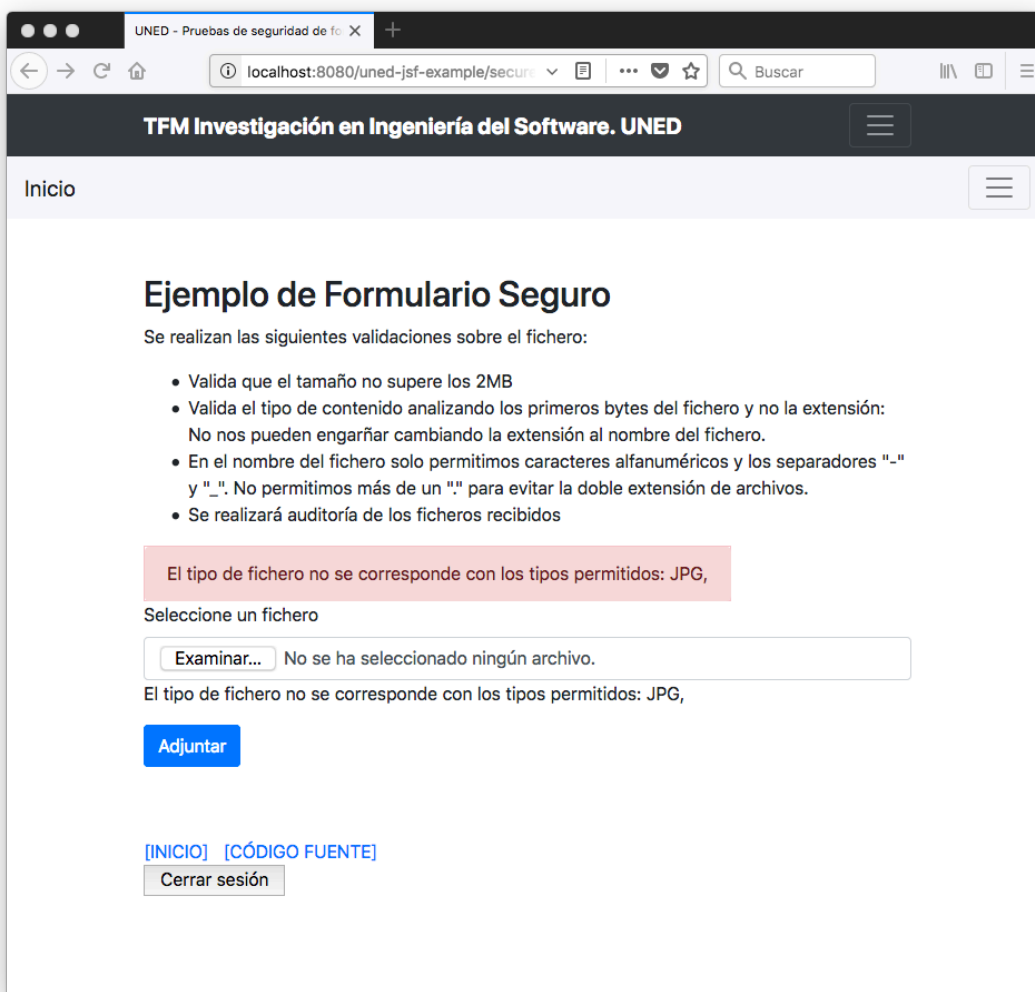 UNED - Pruebas de seguridad de fo
localhost:8080/uned-jsf-example/secure
Buscar
TFM Investigación en Ingeniería del Software. UNED
Inicio
Ejemplo de Formulario Seguro
Se realizan las siguientes validaciones sobre el fichero:
• Valida que el tamaño no supere los 2MB
• Valida el tipo de contenido analizando los primeros bytes del fichero y no la extensión:
No nos pueden engarñar cambiando la extensión al nombre del fichero.
• En el nombre del fichero solo permitimos caracteres alfanuméricos y los separadores "-"
y "_". No permitimos más de un "." para evitar la doble extensión de archivos.
• Se realizará auditoría de los ficheros recibidos
El tipo de fichero no se corresponde con los tipos permitidos: JPG,
Seleccione un fichero
Examinar... No se ha seleccionado ningún archivo.
El tipo de fichero no se corresponde con los tipos permitidos: JPG,
Adjuntar
[INICIO] [CÓDIGO FUENTE]
Cerrar sesión